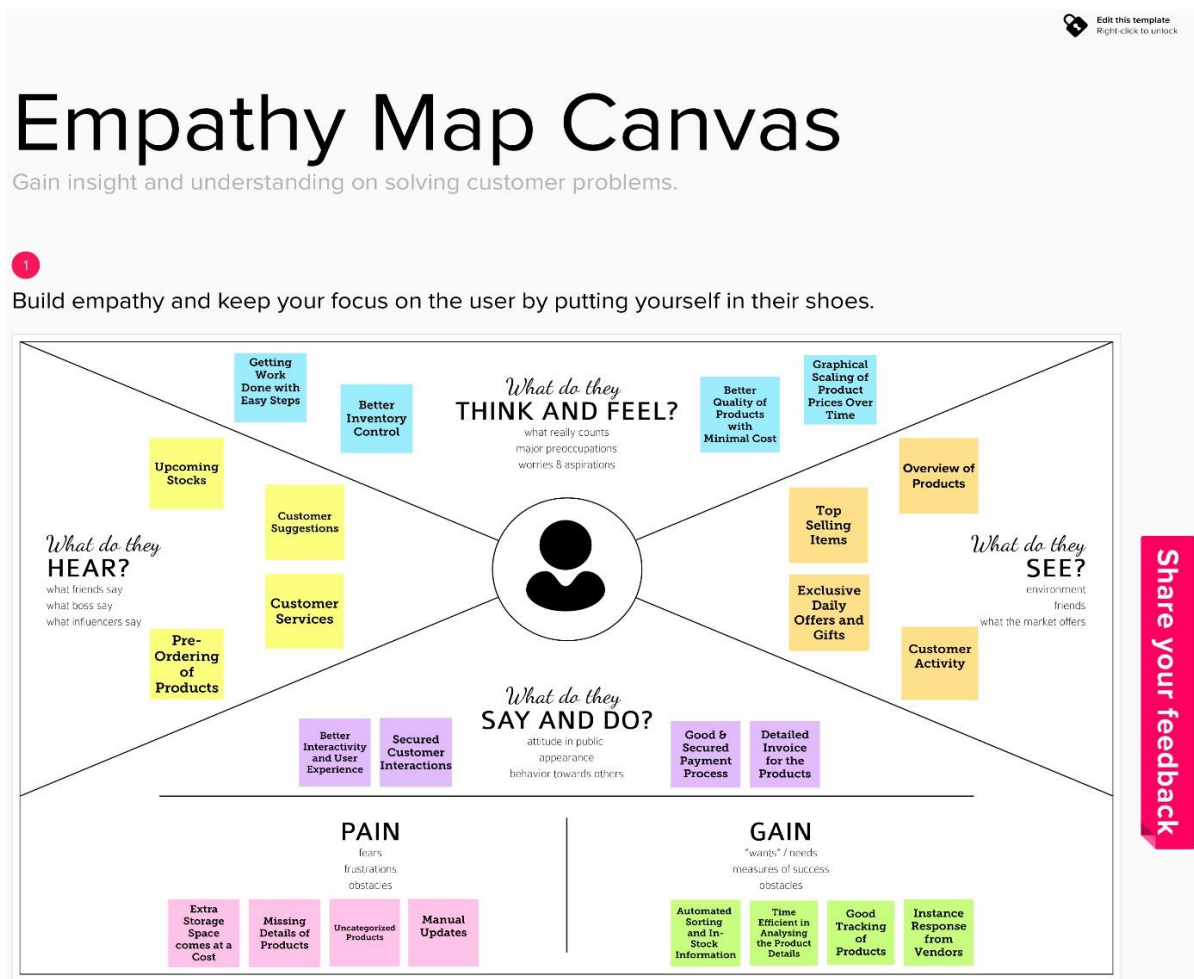 Edit this template
Right-click to unlock
Empathy Map Canvas
Gain insight and understanding on solving customer problems.
1
Build empathy and keep your focus on the user by putting yourself in their shoes.
Getting
Work
Done with
Easy Steps
Better
Inventory
Control
What do they
THINK AND FEEL?
what really counts
major preoccupations
worries & aspirations
Better
Quality of
Products
with
Minimal Cost
Graphical
Scaling of
Product
Prices Over
Time
Upcoming
Stocks
Customer
Suggestions
What do they
HEAR?
what friends say
what boss say
what influencers say
Customer
Services
Pre-
Ordering
of
Products
Overview of
Products
Top
Selling
Items
What do they
SEE?
environment
friends
what the market offers
Exclusive
Daily
Offers and
Gifts
Customer
Activity
What do they
SAY AND DO?
attitude in public
appearance
behavior towards others
Better
Interactivity
and User
Experience
Secured
Customer
Interactions
Good &
Secured
Payment
Process
Detailed
Invoice
for the
Products
PAIN
fears
frustrations
obstacles
Extra
Storage
Space
comes at a
Cost
Missing
Details of
Products
Uncategorized
Products
Manual
Updates
GAIN
"wants" / needs
measures of success
obstacles
Automated
Sorting
and In-
Stock
Information
Time
Efficient in
Analysing
the Product
Details
Good
Tracking
of
Products
Instance
Response
from
Vendors
Share your feedback